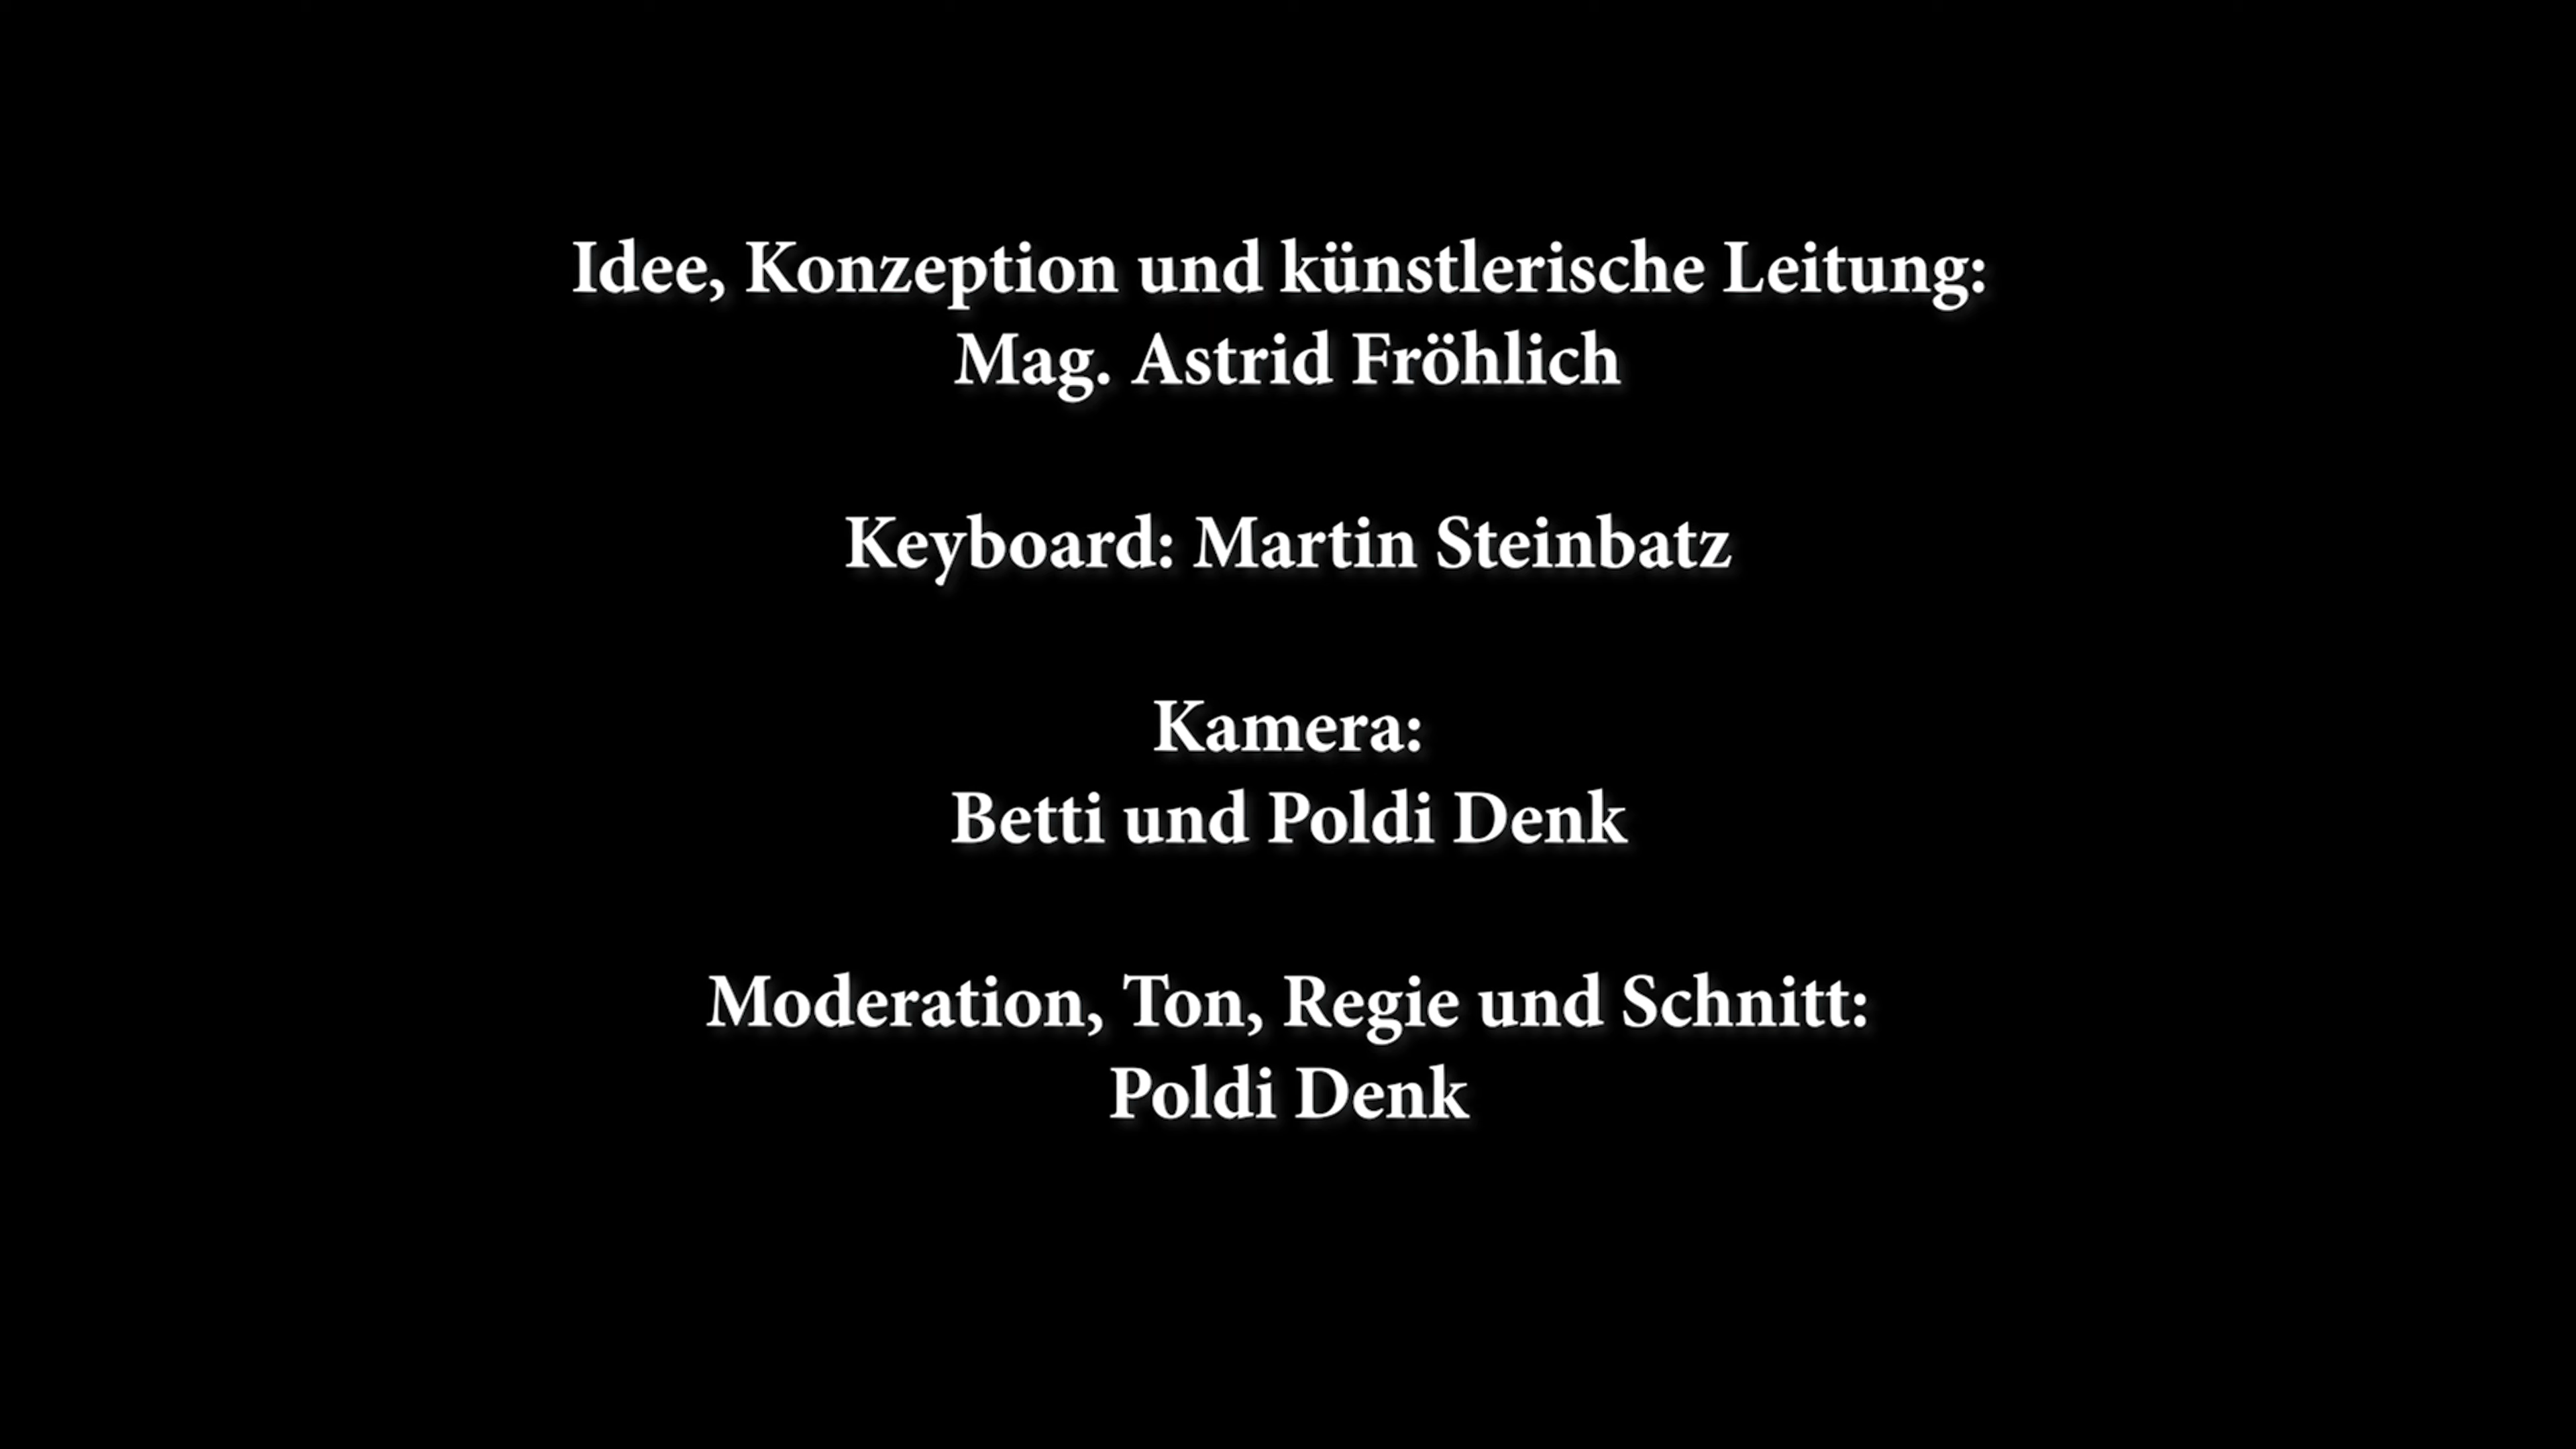 Idee, Konzeption und künstlerische Leitung:
Mag. Astrid Fröhlich
Keyboard: Martin Steinbatz
Kamera:
Betti und Poldi Denk
Moderation, Ton, Regie und Schnitt:
Poldi Denk